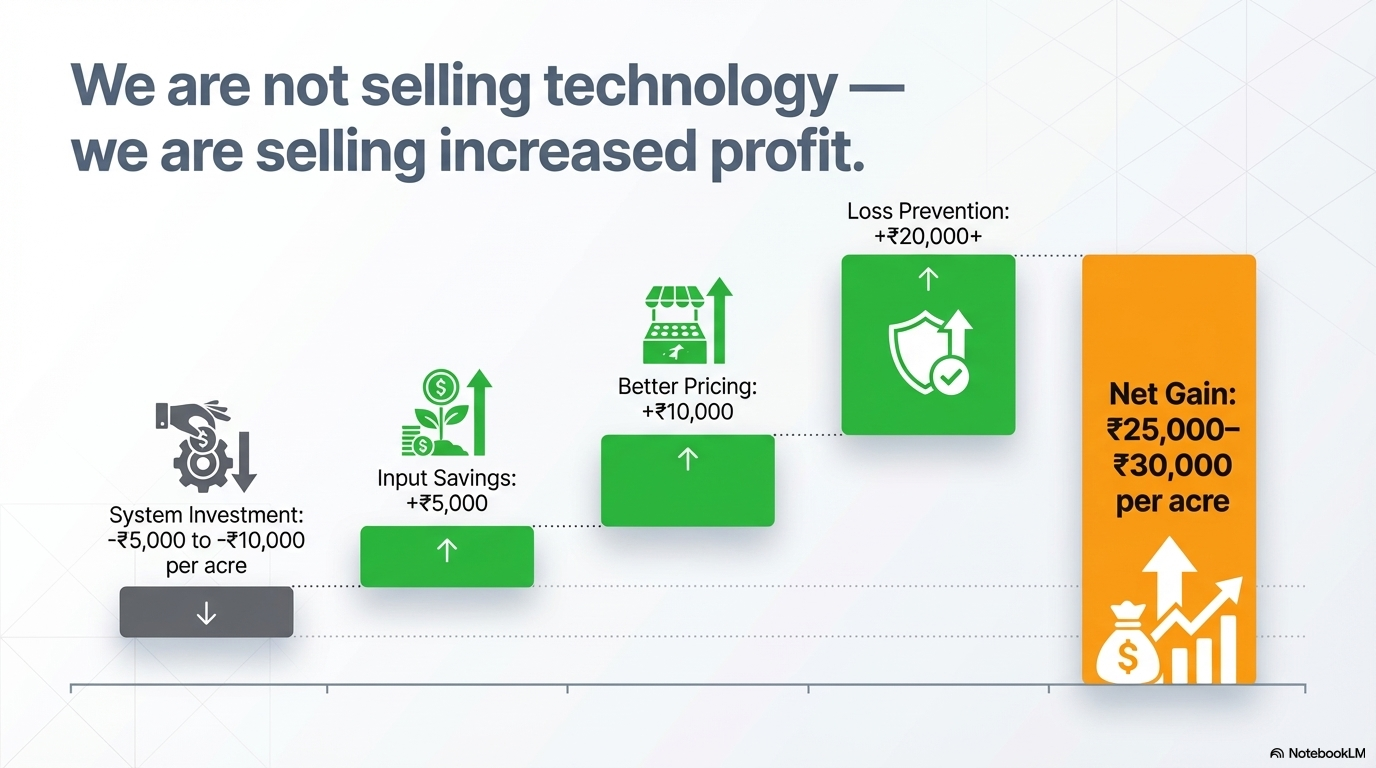 We are not selling technology —
we are selling increased profit.
System Investment:
-₹5,000 to -₹10,000
per acre
Input Savings:
+₹5,000
Better Pricing:
+₹10,000
Loss Prevention:
+₹20,000+
Net Gain:
₹25,000–
₹30,000
per acre
NotebookLM